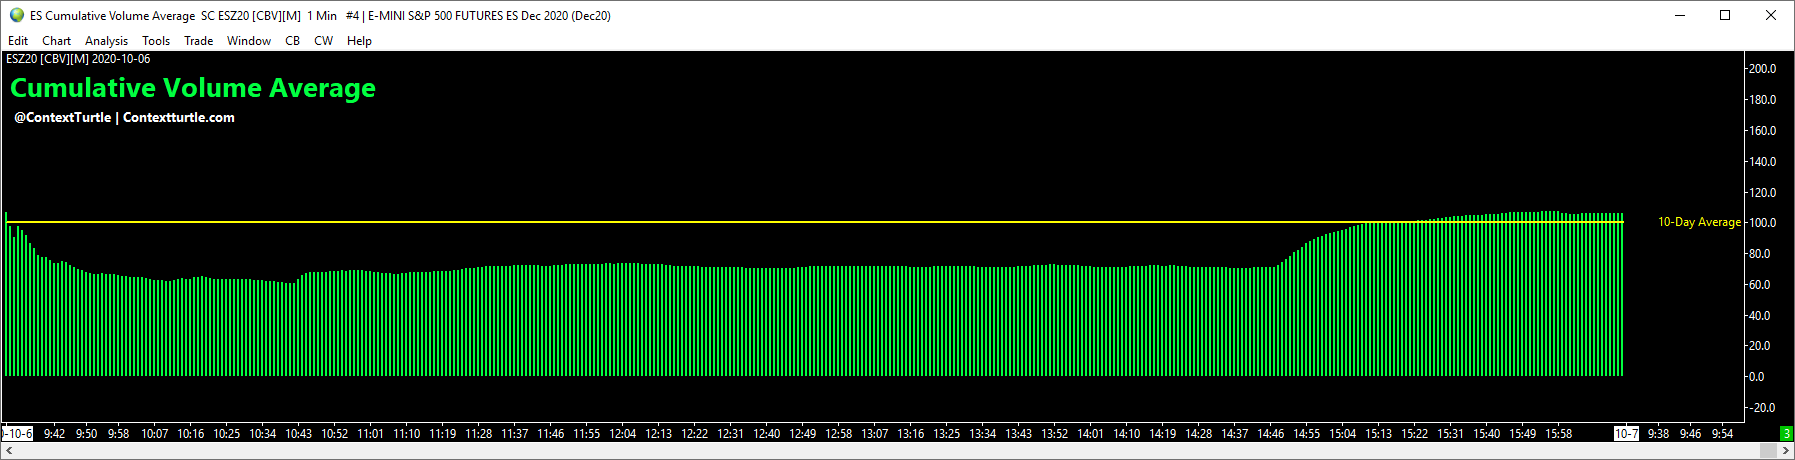 ES Cumulative Volume Average SC ESZ20 [CBV][M] 1 Min #4 | E-MINI S&P 500 FUTURES ES Dec 2020 (Dec20)
Edit Chart Analysis Tools Trade Window CB CW Help
ESZ20 [CBV][M] 2020-10-06
Cumulative Volume Average
@ContextTurtle | Contextturtle.com
200.0
180.0
160.0
140.0
120.0
10-Day Average 100.0
80.0
60.0
40.0
20.0
0.0
-20.0
0-10-6 9:42 9:50 9:58 10:07 10:16 10:25 10:34 10:43 10:52 11:01 11:10 11:19 11:28 11:37 11:46 11:55 12:04 12:13 12:22 12:31 12:40 12:49 12:58 13:07 13:16 13:25 13:34 13:43 13:52 14:01 14:10 14:19 14:28 14:37 14:46 14:55 15:04 15:13 15:22 15:31 15:40 15:49 15:58 10-7 9:38 9:46 9:54 3